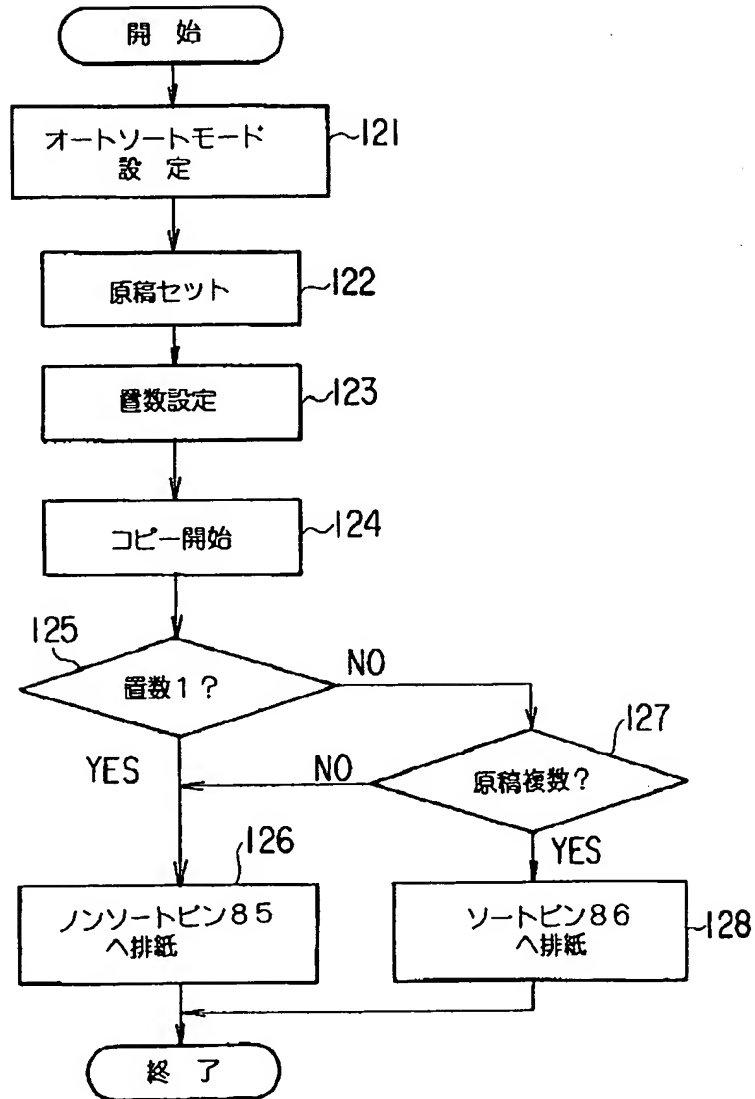 開 始
オートソートモード
設 定
121
原稿セット
122
置数設定
123
コピー開始
124
125
置数1?
NO
127
YES
NO
原稿複数?
YES
126
ノンソートビン85
へ排紙
ソートビン86
へ排紙
128
終 了